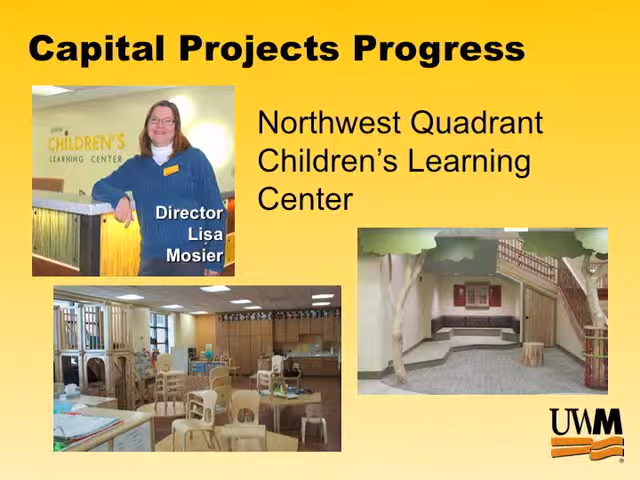 Capital Projects Progress
CHILDREN'S
LEARNING CENTER
Northwest Quadrant
Children's Learning
Center
Director
Lisa
Mosier
UWM